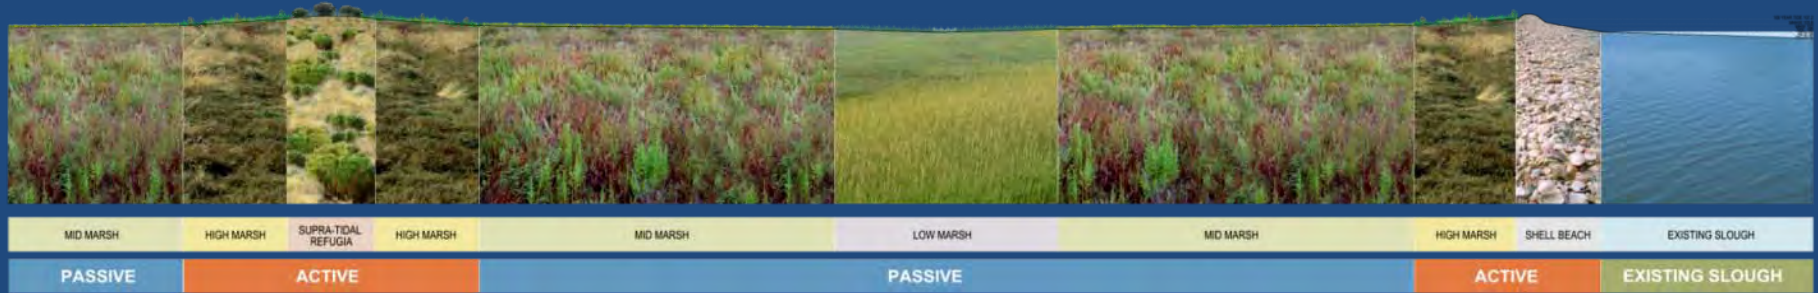 MID MARSH
HIGH MARSH
SUPRA-TIDAL
REFUGIA
HIGH MARSH
MID MARSH
LOW MARSH
MID MARSH
HIGH MARSH
SHELL BEACH
EXISTING SLOUGH
PASSIVE
ACTIVE
PASSIVE
ACTIVE
EXISTING SLOUGH